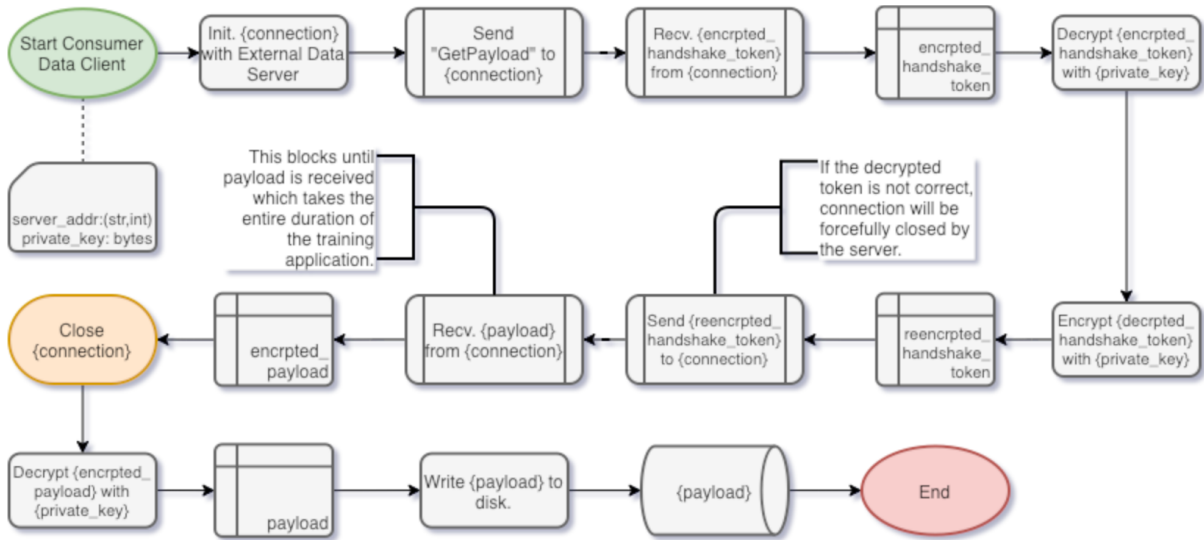 Start Consumer
Data Client
Init. {connection}
with External Data
Server
Send
"GetPayload" to
{connection}
Recv. {encrpted_
handshake_token}
from {connection}
encrpted_
handshake_
token
Decrypt {encrpted_
handshake_token}
with {private_key}
server_addr:(str,int)
private_key: bytes
This blocks until
payload is received
which takes the
entire duration of
the training
application.
If the decrypted
token is not correct,
connection will be
forcefully closed by
the server.
Close
{connection}
encrpted_
payload
Recv. {payload}
from {connection}
Send {reencrpted_
handshake_token}
to {connection}
reencrpted_
handshake_
token
Encrypt {decrpted_
handshake_token}
with {private_key}
Decrypt {encrpted_
payload} with
{private_key}
payload
Write {payload} to
disk.
{payload}
End